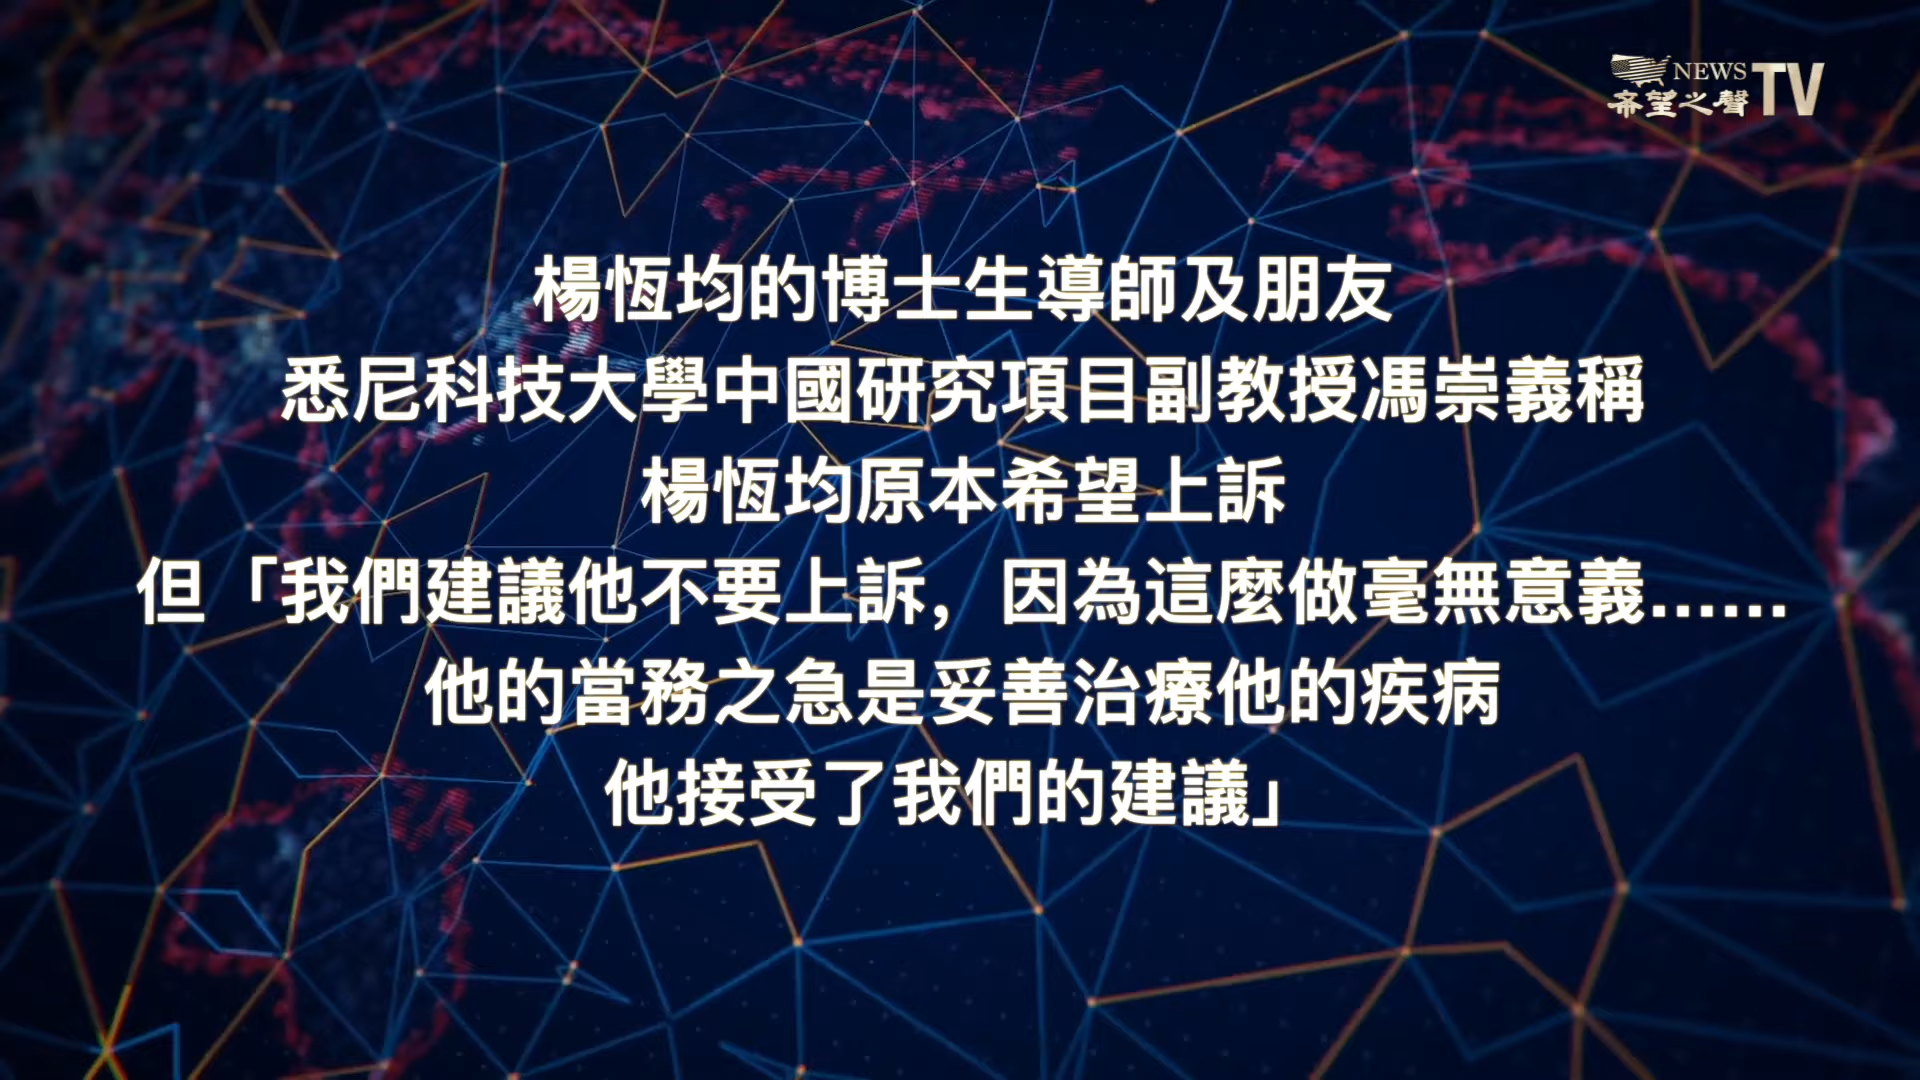 NEWS
希望之聲TV
楊恆均的博士生導師及朋友
悉尼科技大學中國研究項目副教授馮崇義稱
楊恆均原本希望上訴
但「我們建議他不要上訴，因為這麼做毫無意義......
他的當務之急是妥善治療他的疾病
他接受了我們的建議」